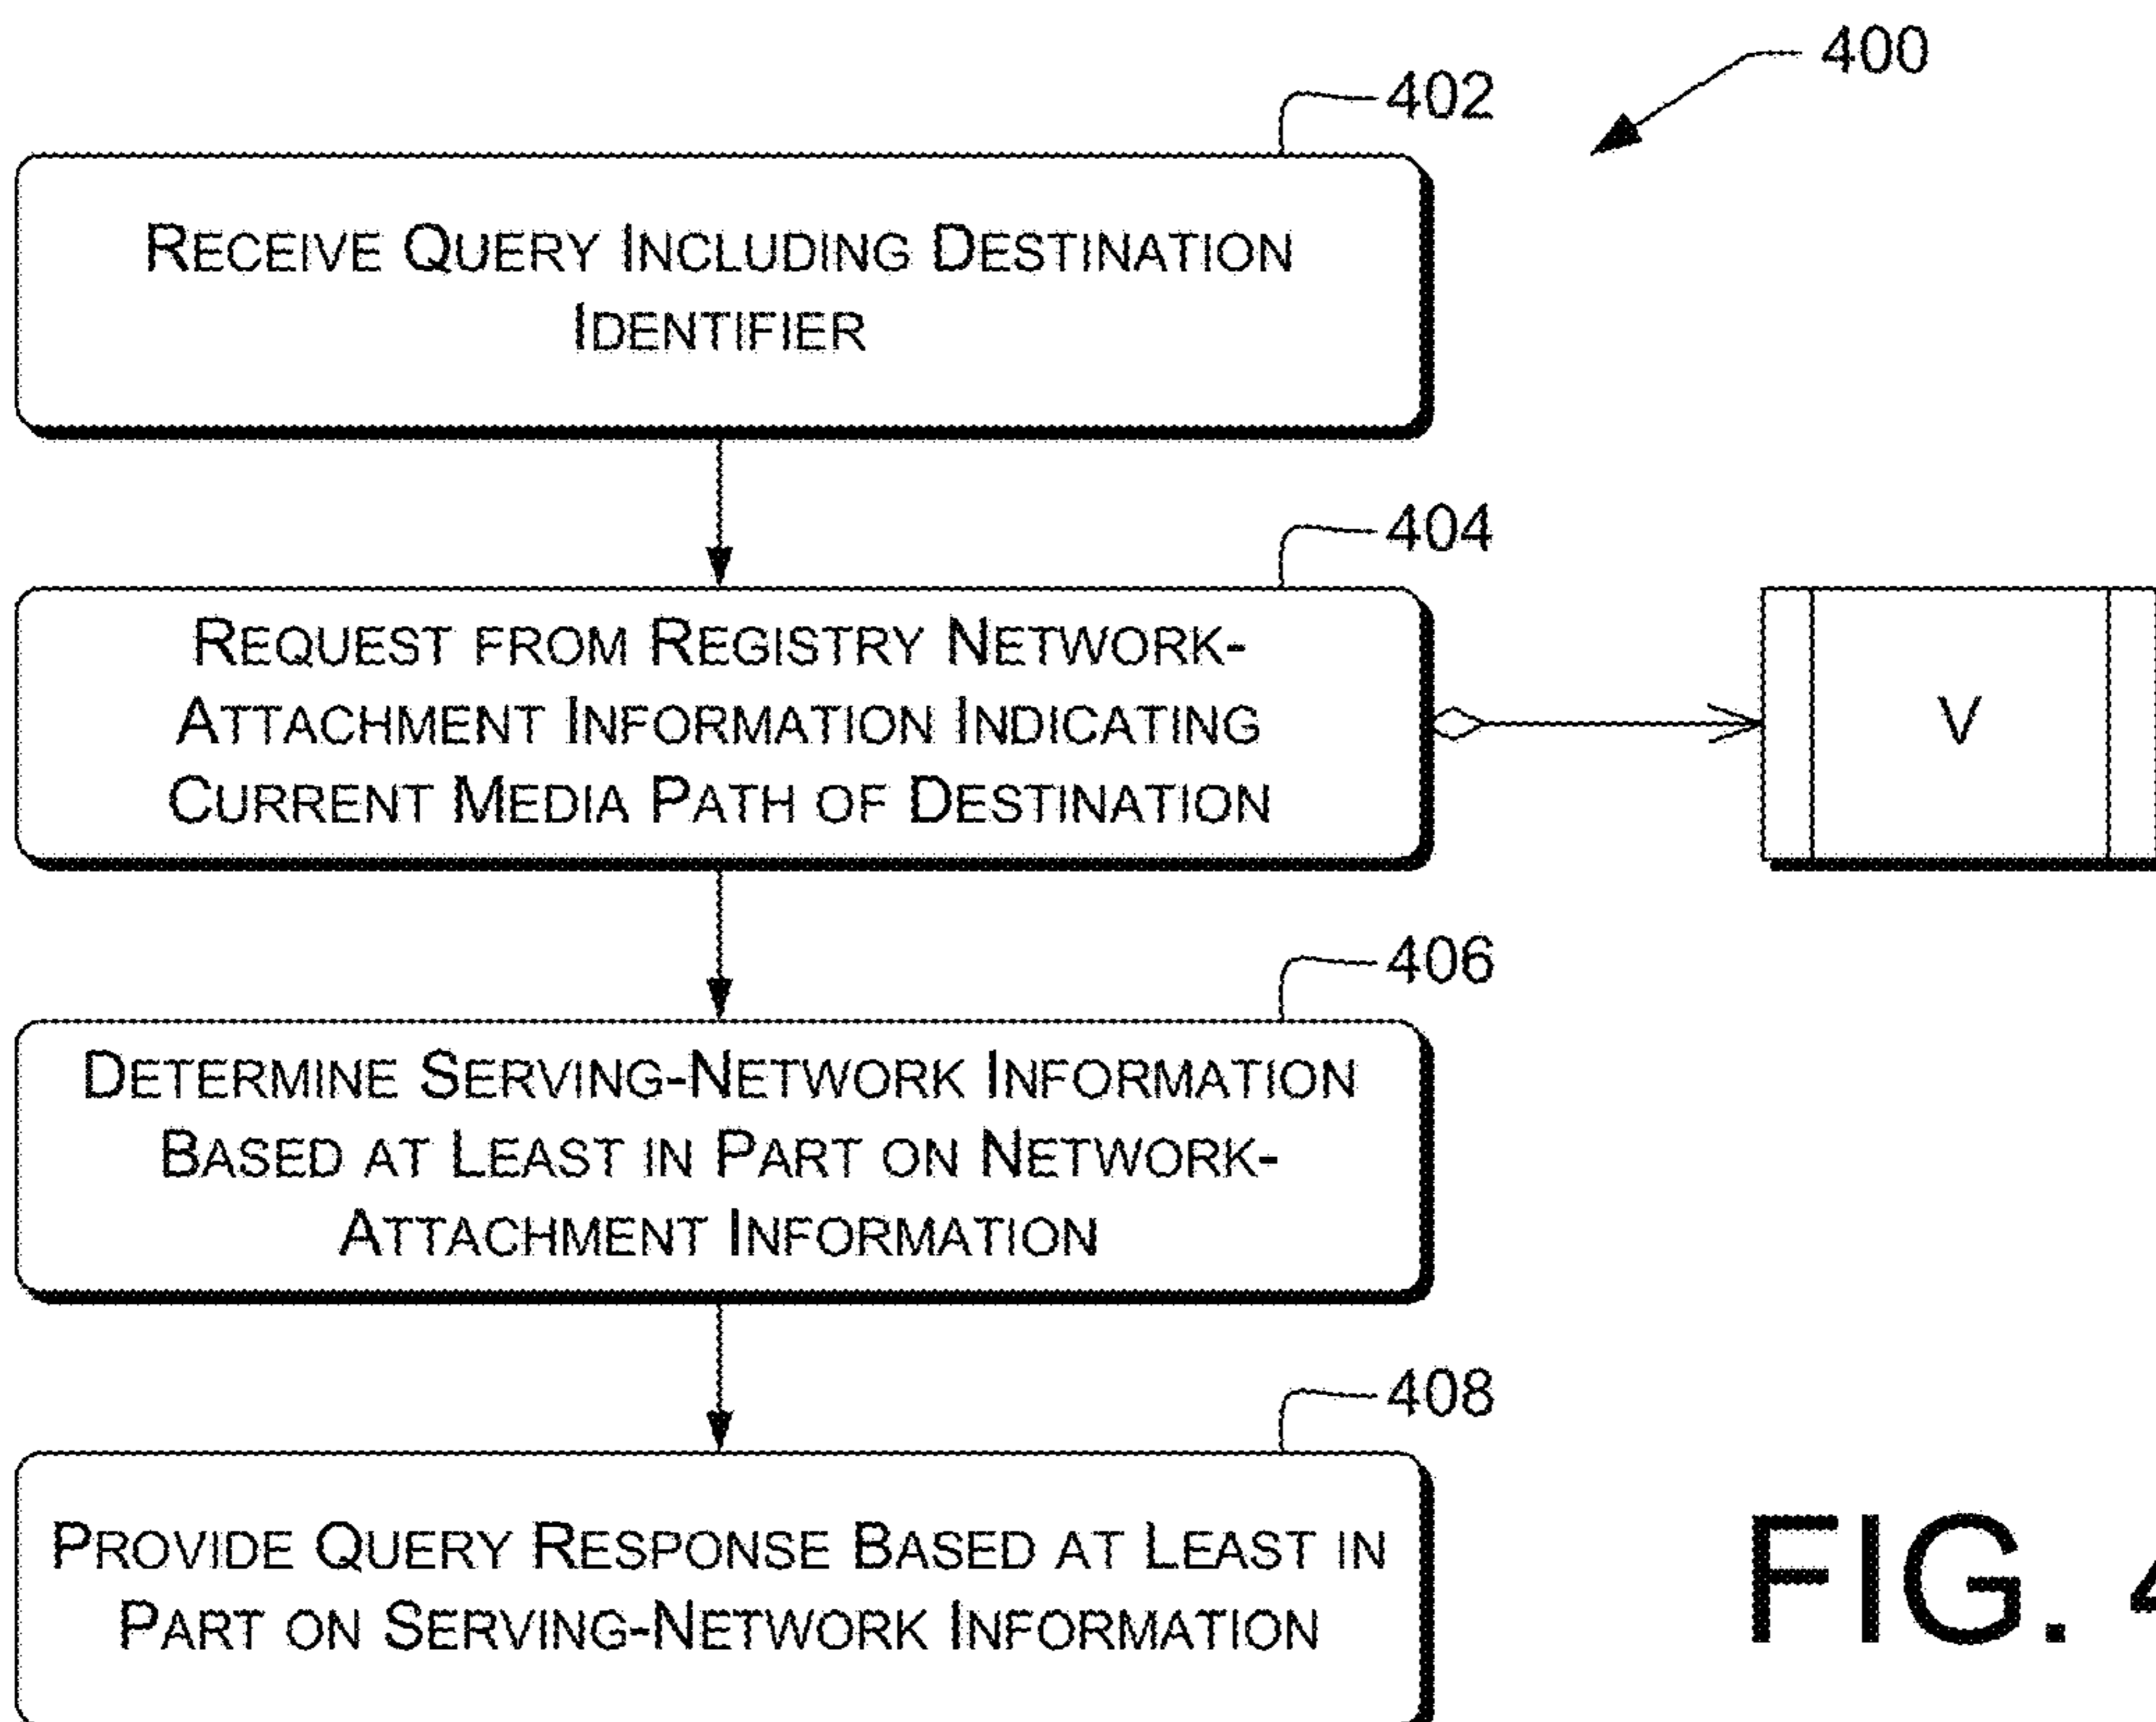 400
402
RECEIVE QUERY INCLUDING DESTINATION
IDENTIFIER
404
REQUEST FROM REGISTRY NETWORK-
ATTACHMENT INFORMATION INDICATING
CURRENT MEDIA PATH OF DESTINATION
V
406
DETERMINE SERVING-NETWORK INFORMATION
BASED AT LEAST IN PART ON NETWORK-
ATTACHMENT INFORMATION
408
PROVIDE QUERY RESPONSE BASED AT LEAST IN
PART ON SERVING-NETWORK INFORMATION
FIG. 4